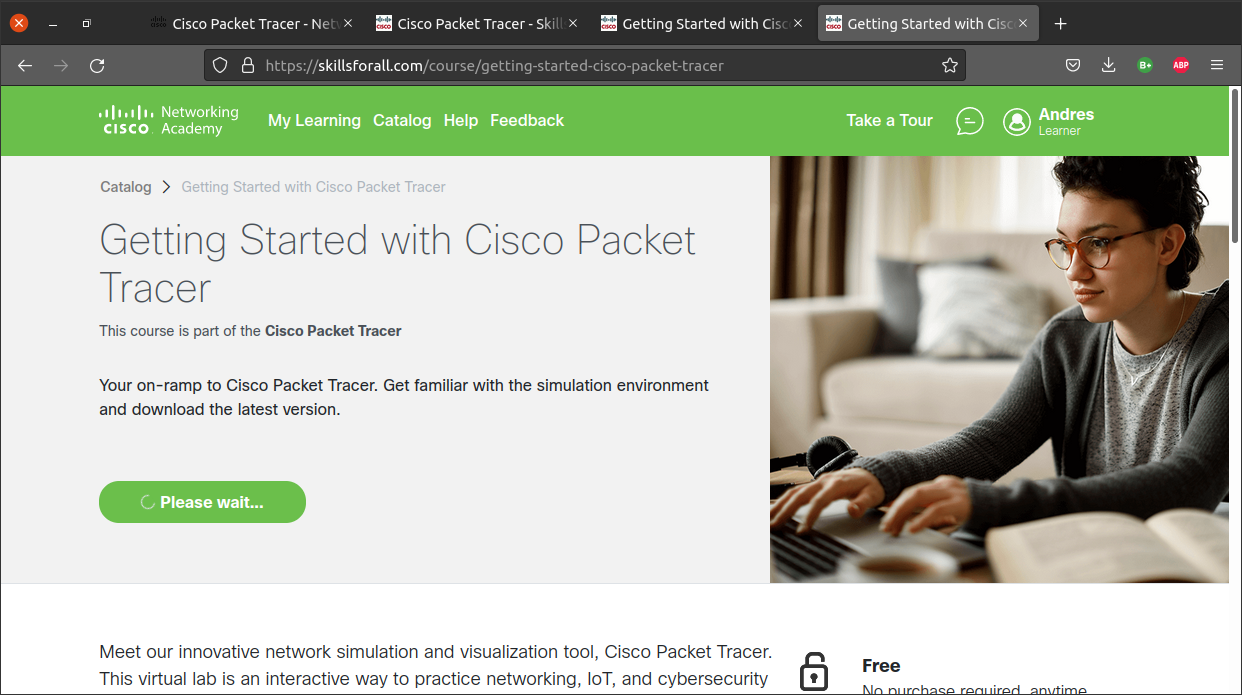 Cisco Packet Tracer - Net
Cisco Packet Tracer - Skill
Getting Started with Cisc
Getting Started with Cisc
https://skillsforall.com/course/getting-started-cisco-packet-tracer
B+
ABP
CISCO Networking Academy
My Learning
Catalog
Help
Feedback
Take a Tour
Andres
Learner
Catalog > Getting Started with Cisco Packet Tracer
Getting Started with Cisco Packet
Tracer
This course is part of the Cisco Packet Tracer
Your on-ramp to Cisco Packet Tracer. Get familiar with the simulation environment
and download the latest version.
Please wait...
Meet our innovative network simulation and visualization tool, Cisco Packet Tracer.
This virtual lab is an interactive way to practice networking, IoT, and cybersecurity
Free
No purchase required, anytime